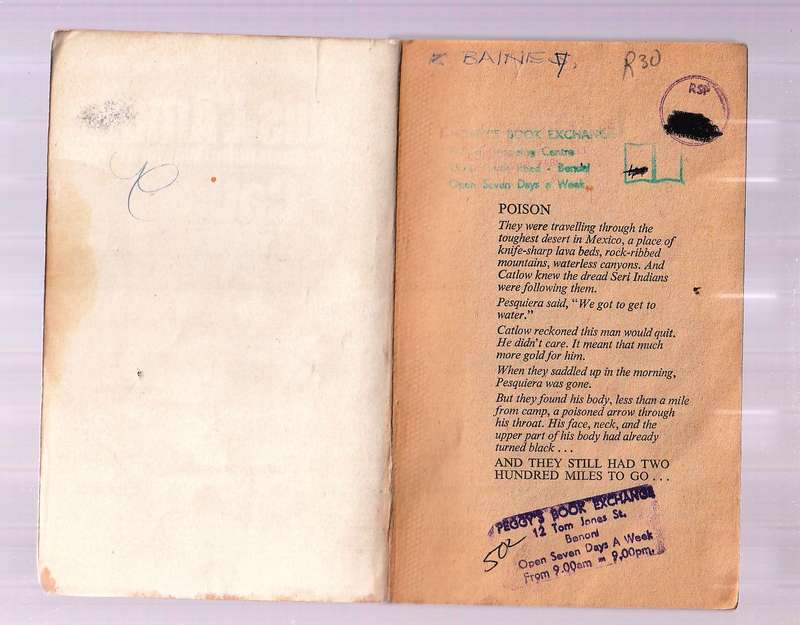 BAINES, R30
RSP
BOOK EXCHANGE
Centre
Open Seven Days a Week
POISON
They were travelling through the
toughest desert in Mexico, a place of
knife-sharp lava beds, rock-ribbed
mountains, waterless canyons. And
Catlow knew the dread Seri Indians
were following them.
Pesquiera said, "We got to get to
water."
Catlow reckoned this man would quit.
He didn't care. It meant that much
more gold for him.
When they saddled up in the morning,
Pesquiera was gone.
But they found his body, less than a mile
from camp, a poisoned arrow through
his throat. His face, neck, and the
upper part of his body had already
turned black . . .
AND THEY STILL HAD TWO
HUNDRED MILES TO GO . . .
PEGGY'S BOOK EXCHANGE
12 Tom Jones St.
Benoni
Open Seven Days A Week
From 9.00am - 9.00pm.
50c